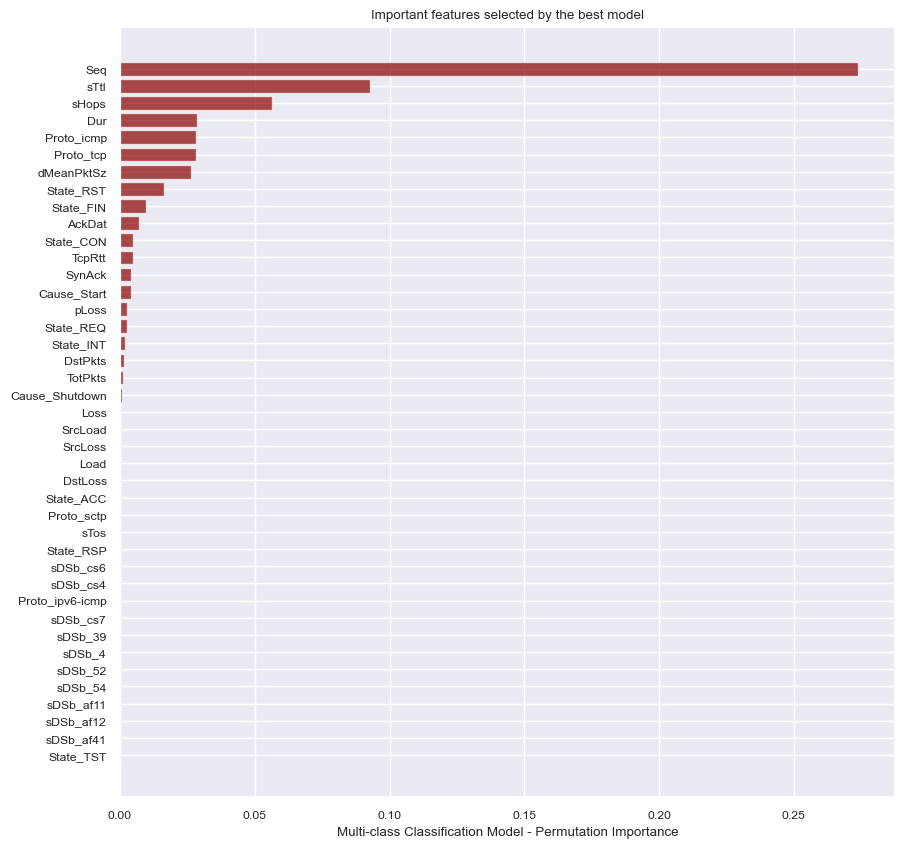 Important features selected by the best model
Seq
sTtl
sHops
Dur
Proto_icmp
Proto_tcp
dMeanPktSz
State_RST
State_FIN
AckDat
State_CON
TcpRtt
SynAck
Cause_Start
pLoss
State_REQ
State_INT
DstPkts
TotPkts
Cause_Shutdown
Loss
SrcLoad
SrcLoss
Load
DstLoss
State_ACC
Proto_sctp
sTos
State_RSP
sDSb_cs6
sDSb_cs4
Proto_ipv6-icmp
sDSb_cs7
sDSb_39
sDSb_4
sDSb_52
sDSb_54
sDSb_af11
sDSb_af12
sDSb_af41
State_TST
0.00 0.05 0.10 0.15 0.20 0.25
Multi-class Classification Model - Permutation Importance